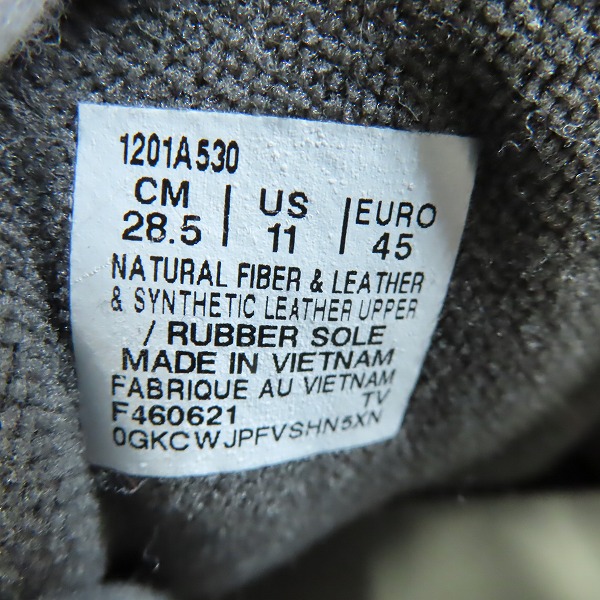 1201A530
CM | US | EURO
28.5 | 11 | 45
NATURAL FIBER & LEATHER
& SYNTHETIC LEATHER UPPER
/ RUBBER SOLE
MADE IN VIETNAM
FABRIQUE AU VIETNAM
F460621 TV
0GKCWJPFVSHN5XN